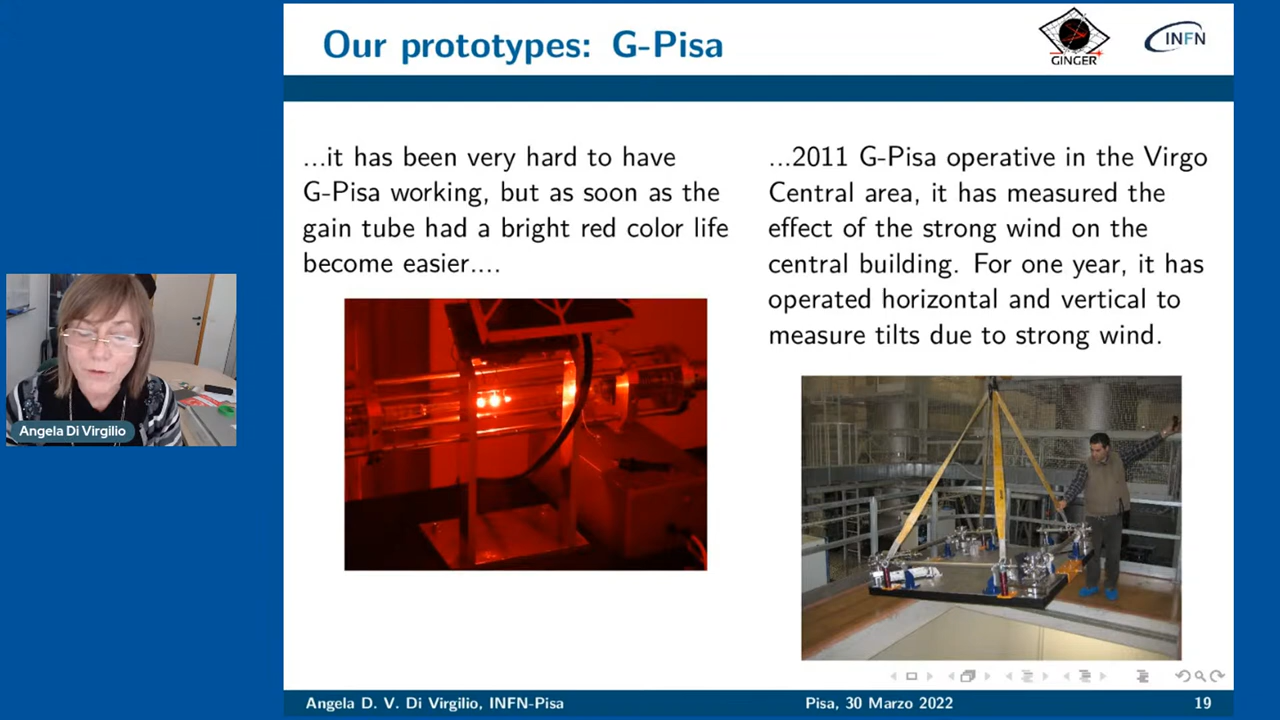 Our prototypes: G-Pisa
GINGER
INFN
...it has been very hard to have
G-Pisa working, but as soon as the
gain tube had a bright red color life
become easier....
...2011 G-Pisa operative in the Virgo
Central area, it has measured the
effect of the strong wind on the
central building. For one year, it has
operated horizontal and vertical to
measure tilts due to strong wind.
Angela Di Virgilio
Angela D. V. Di Virgilio, INFN-Pisa
Pisa, 30 Marzo 2022
19